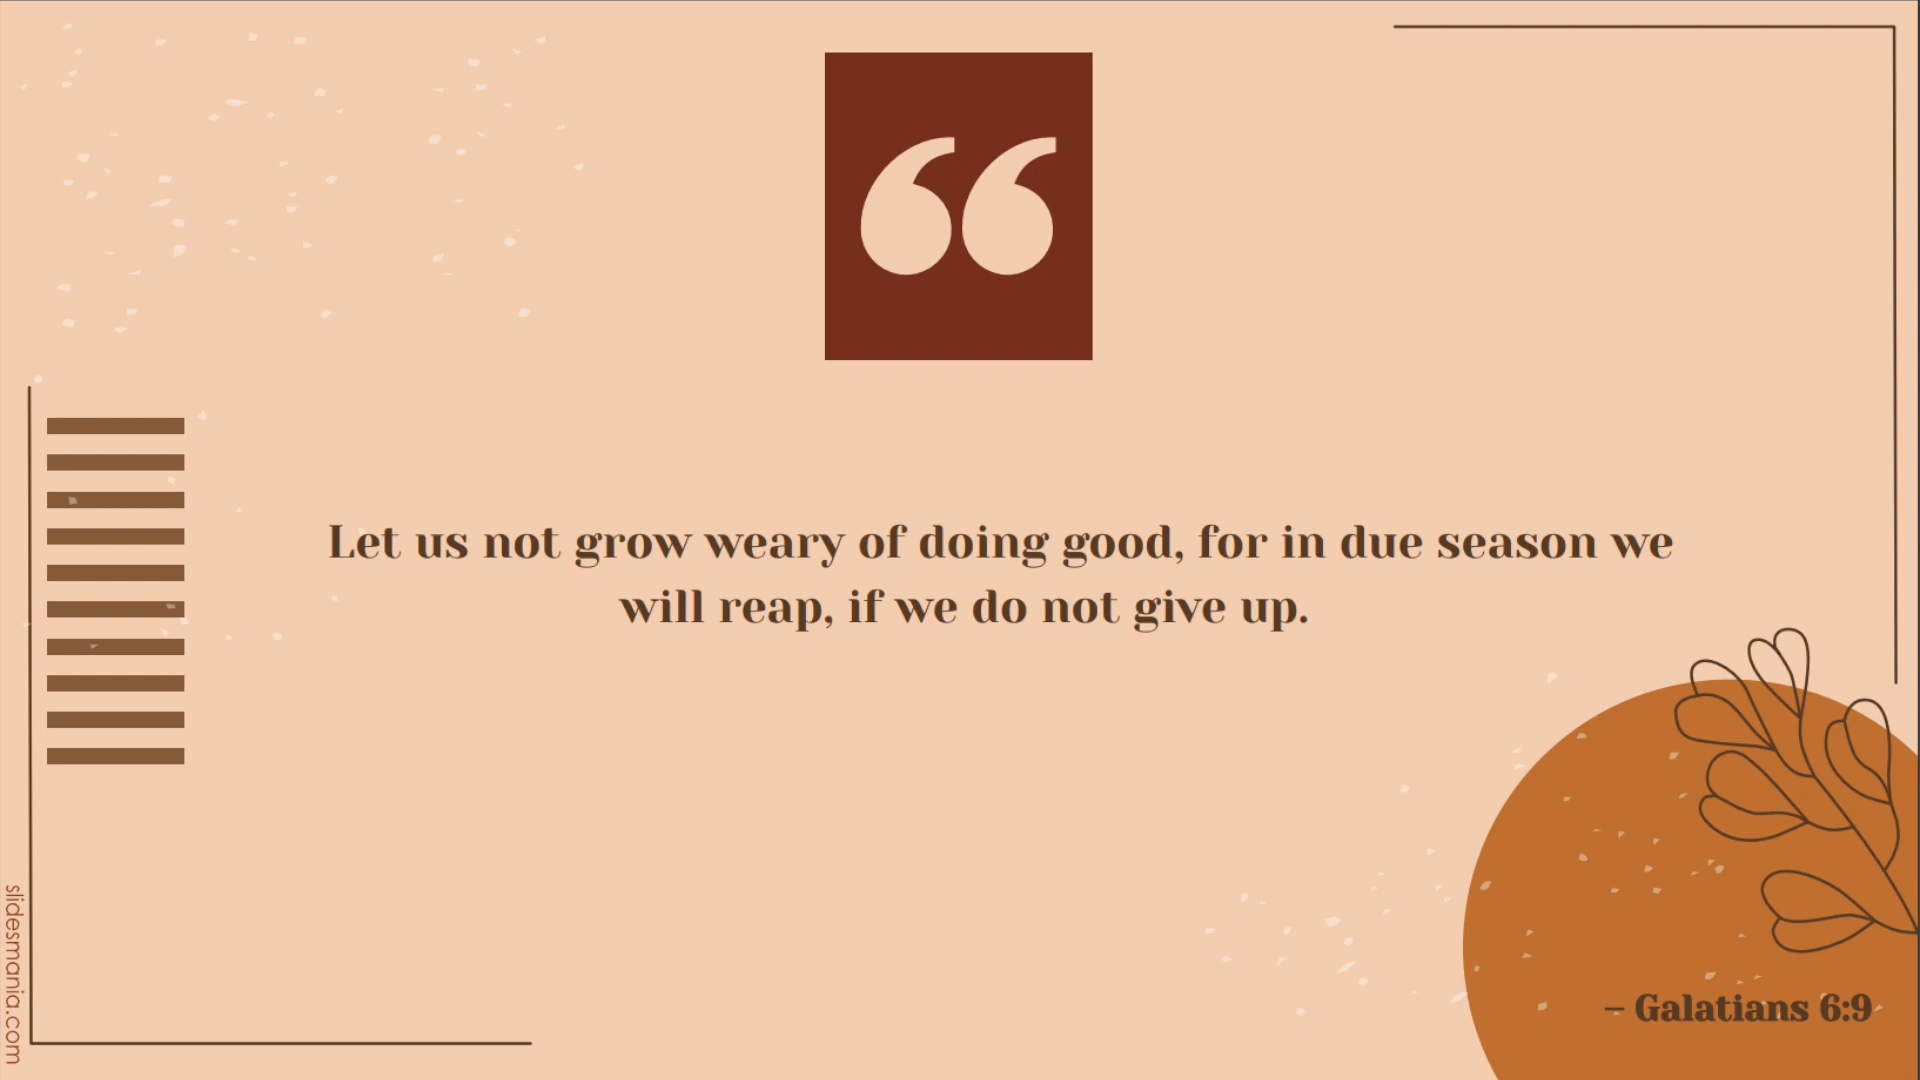 “
Let us not grow weary of doing good, for in due season we
will reap, if we do not give up.
– Galatians 6:9
slidesmania.com